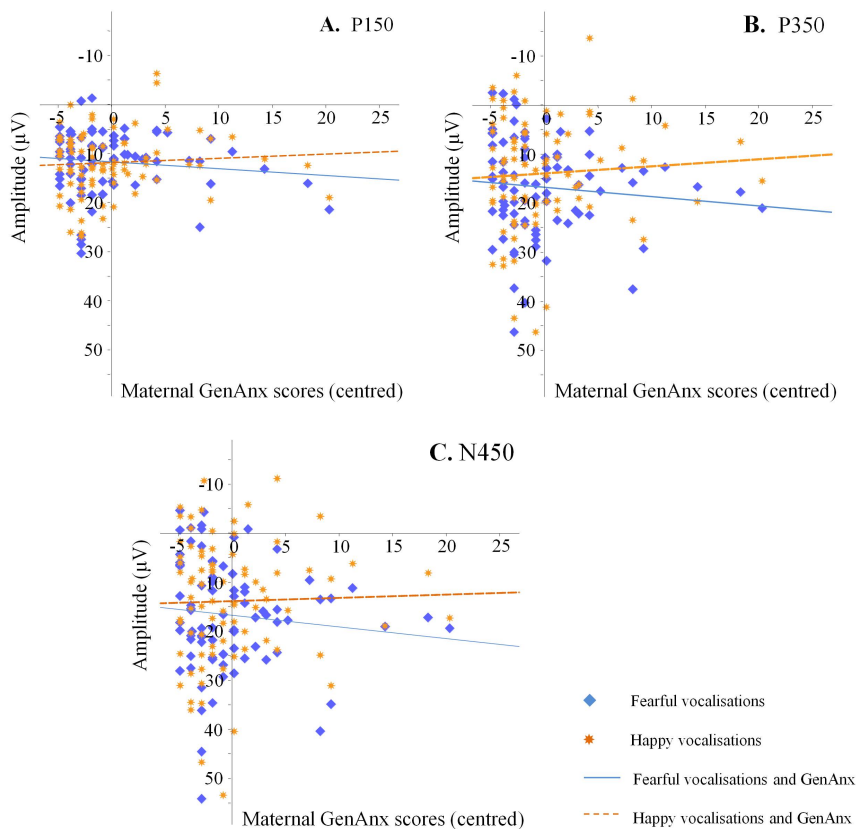 A. P150
-10
-5 0 5 10 15 20 25
10
20
30
40
50
Amplitude (µV)
Maternal GenAnx scores (centred)
B. P350
-10
-5 0 5 10 15 20 25
10
20
30
40
50
Amplitude (µV)
Maternal GenAnx scores (centred)
C. N450
-10
-5 0 5 10 15 20 25
10
20
30
40
50
Amplitude (µV)
Maternal GenAnx scores (centred)
Fearful vocalisations
Happy vocalisations
Fearful vocalisations and GenAnx
Happy vocalisations and GenAnx